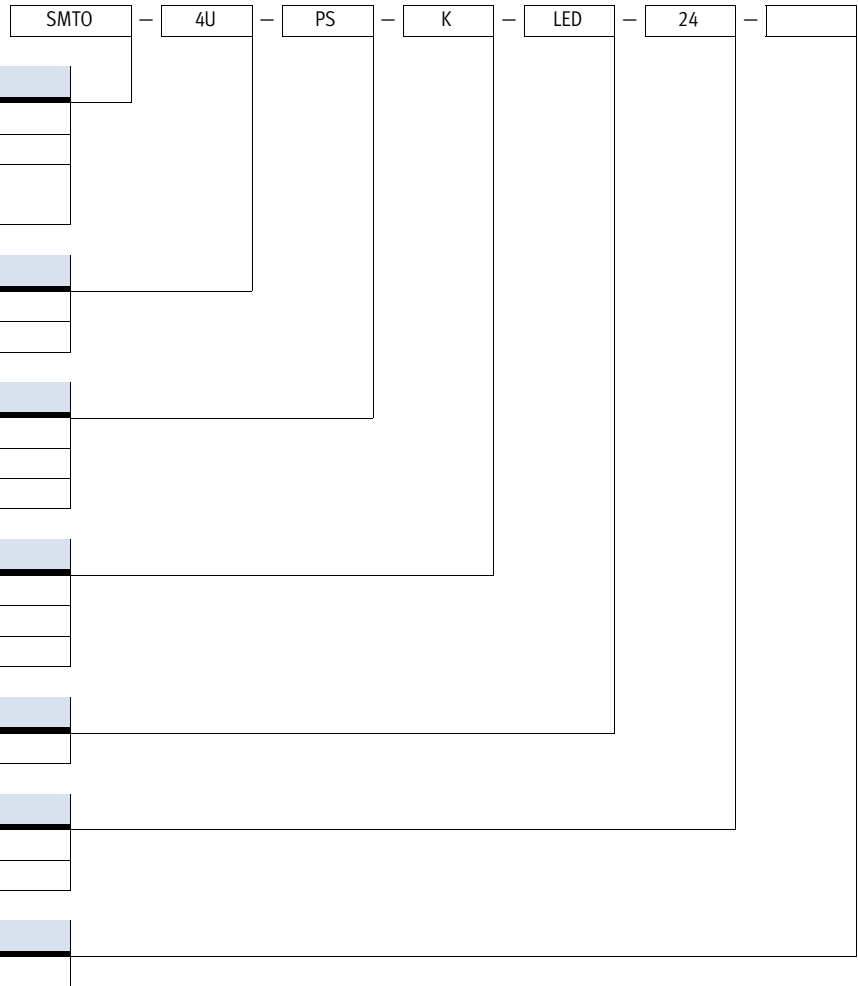 SMTO – 4U – PS – K – LED – 24 –